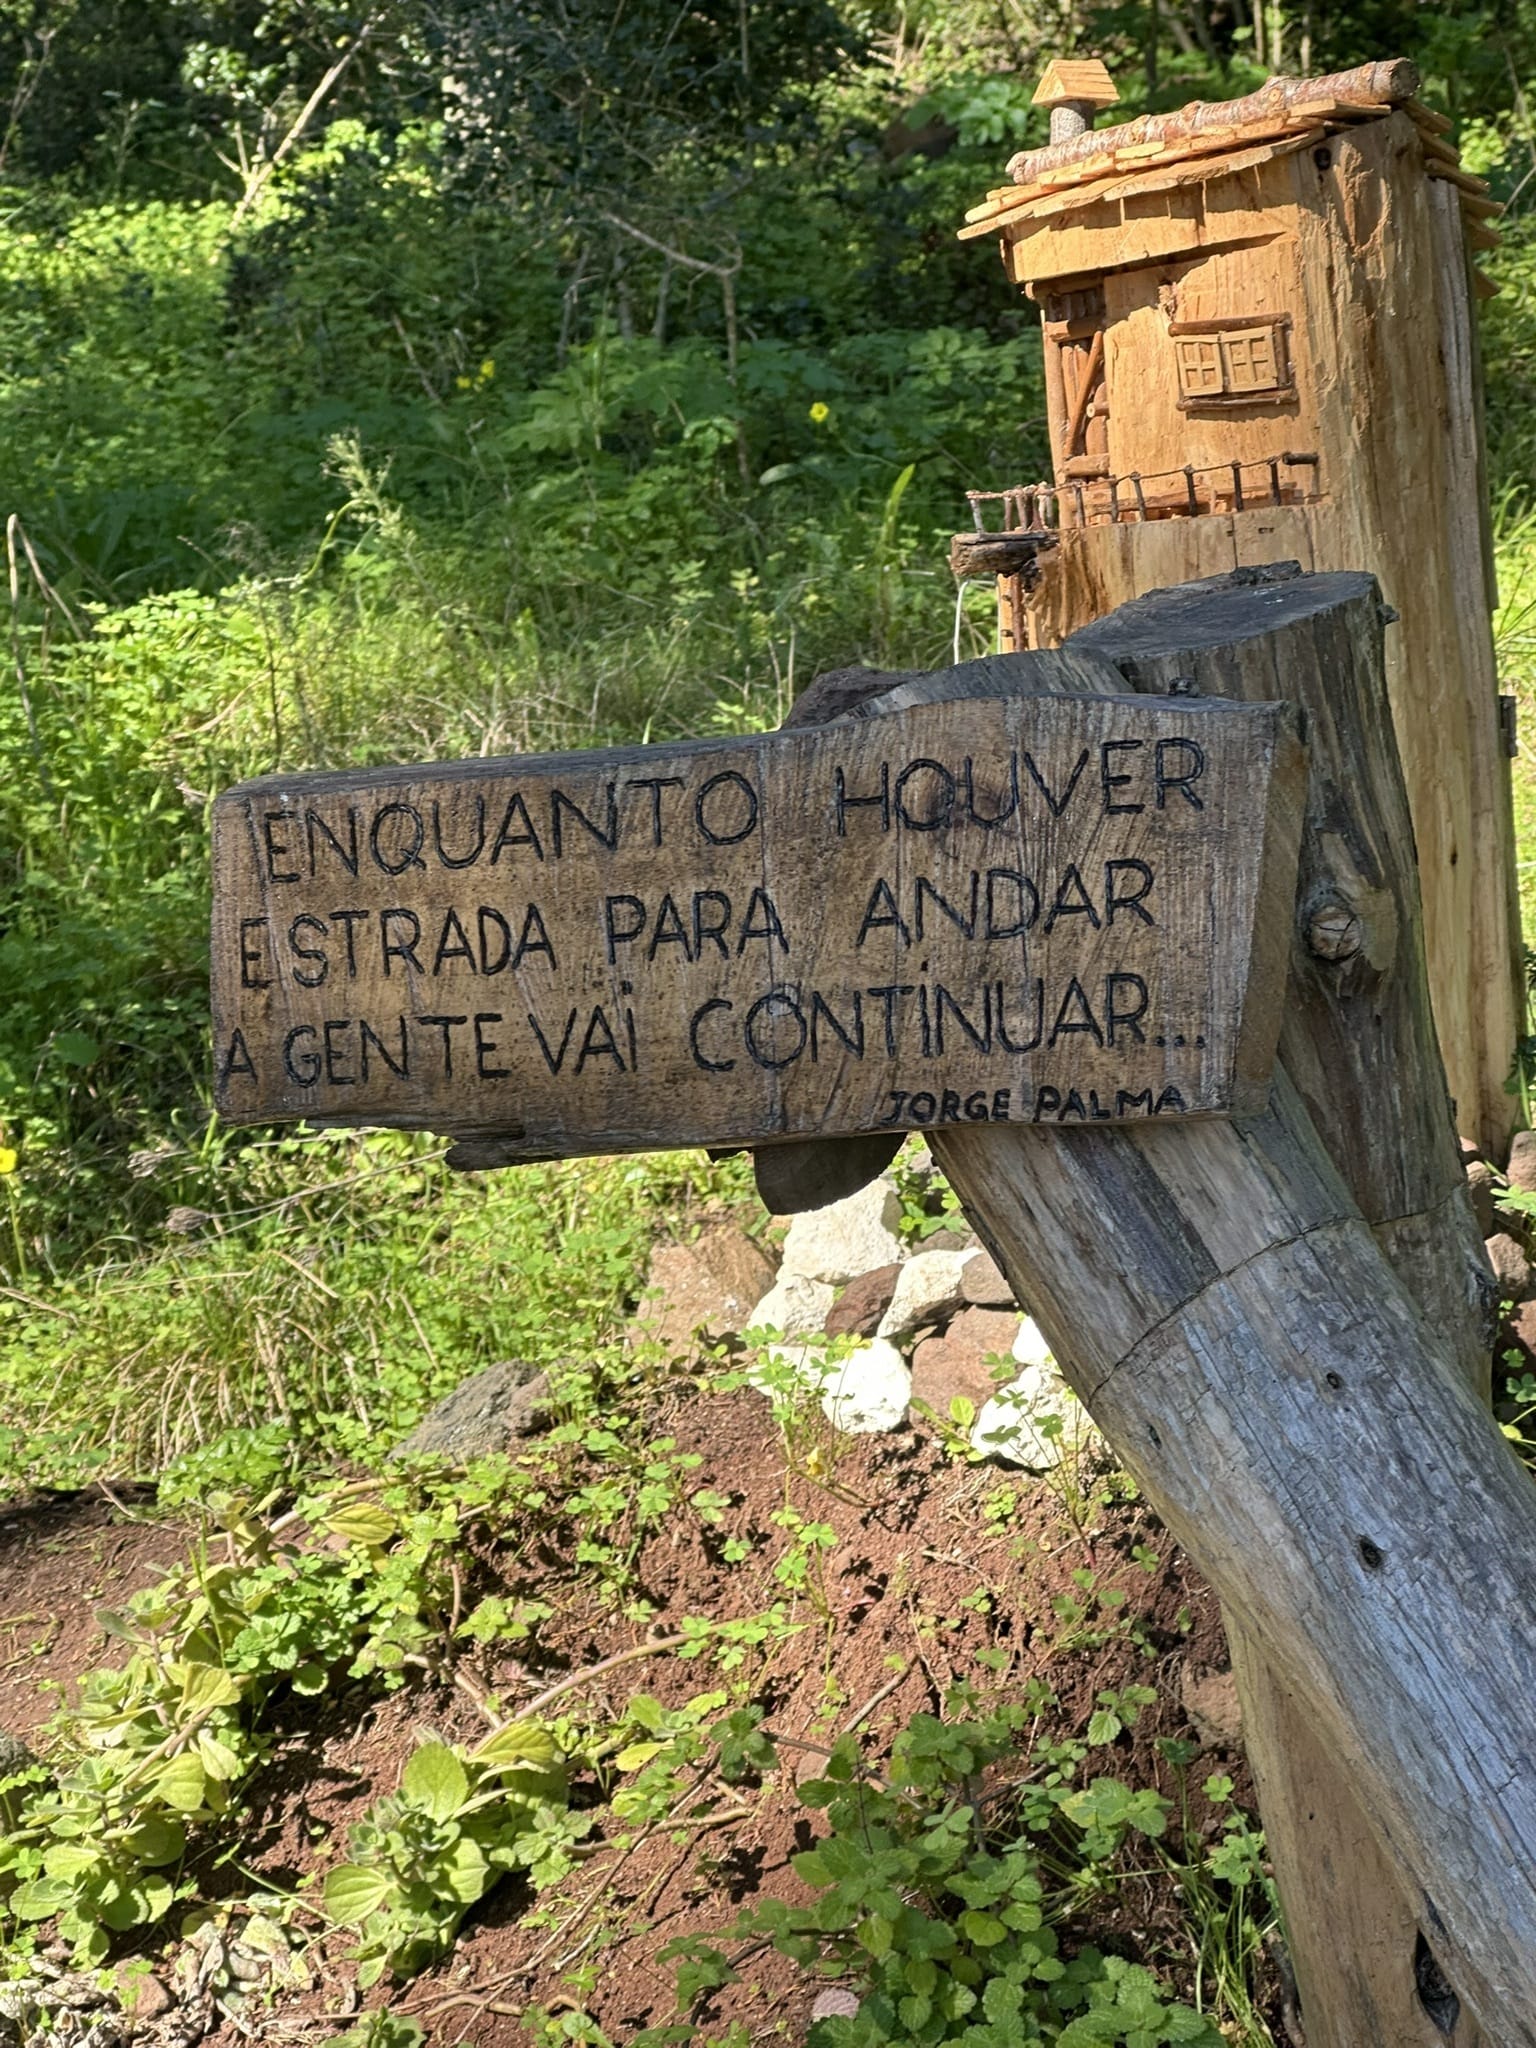 ENQUANTO HOUVER
ESTRADA PARA ANDAR
A GENTE VAI CONTINUAR...
JORGE PALMA